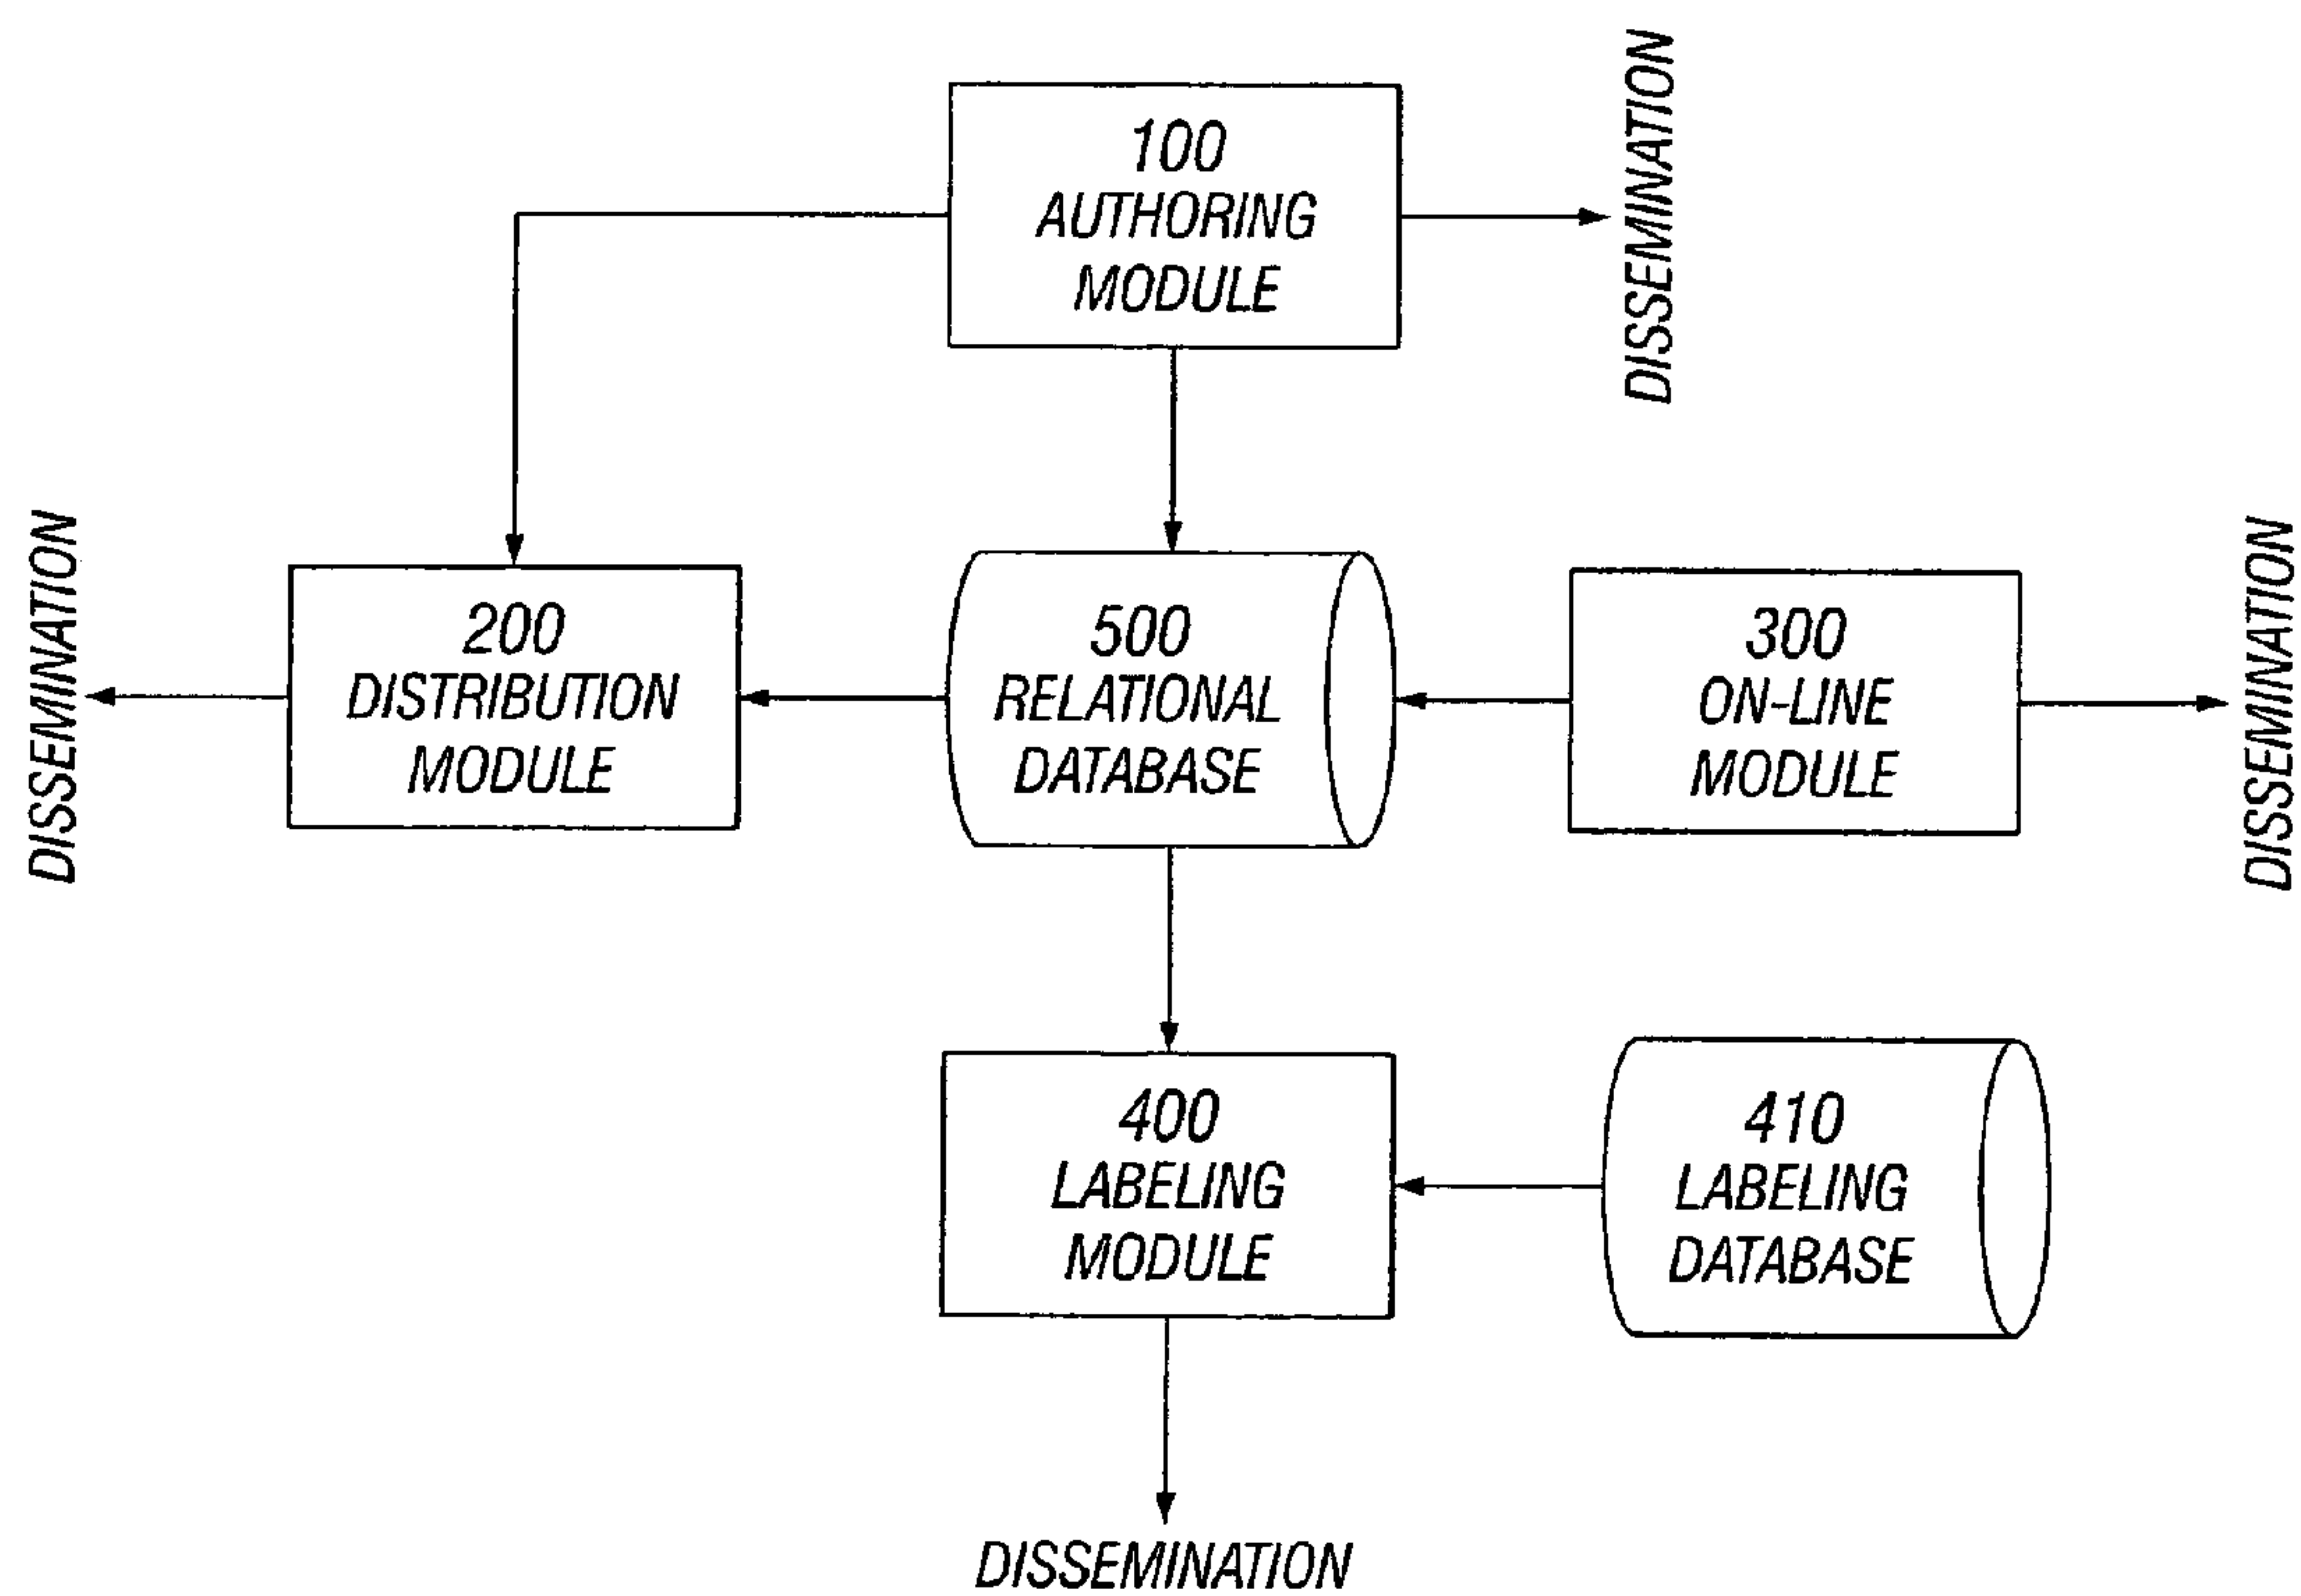 100
AUTHORING
MODULE
DISSEMINATION
DISSEMINATION
200
DISTRIBUTION
MODULE
500
RELATIONAL
DATABASE
300
ON-LINE
MODULE
DISSEMINATION
400
LABELING
MODULE
410
LABELING
DATABASE
DISSEMINATION